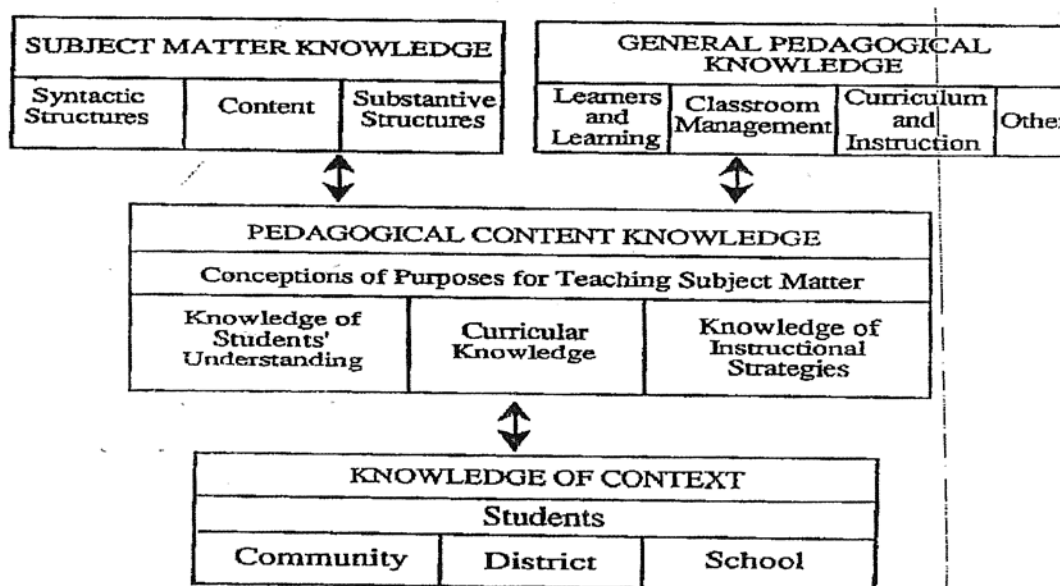 SUBJECT MATTER KNOWLEDGE
Syntactic
Structures
Content
Substantive
Structures
GENERAL PEDAGOGICAL
KNOWLEDGE
Learners
and
Learning
Classroom
Management
Curriculum
and
Instruction
Other
PEDAGOGICAL CONTENT KNOWLEDGE
Conceptions of Purposes for Teaching Subject Matter
Knowledge of
Students'
Understanding
Curricular
Knowledge
Knowledge of
Instructional
Strategies
KNOWLEDGE OF CONTEXT
Students
Community
District
School